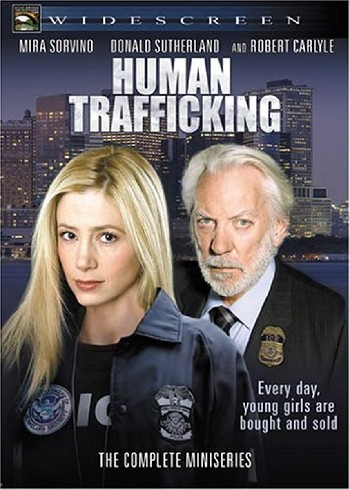 WIDESCREEN
MIRA SORVINO DONALD SUTHERLAND AND ROBERT CARLYLE
HUMAN
TRAFFICKING
IC
Every day,
young girls are
bought and sold
THE COMPLETE MINISERIES